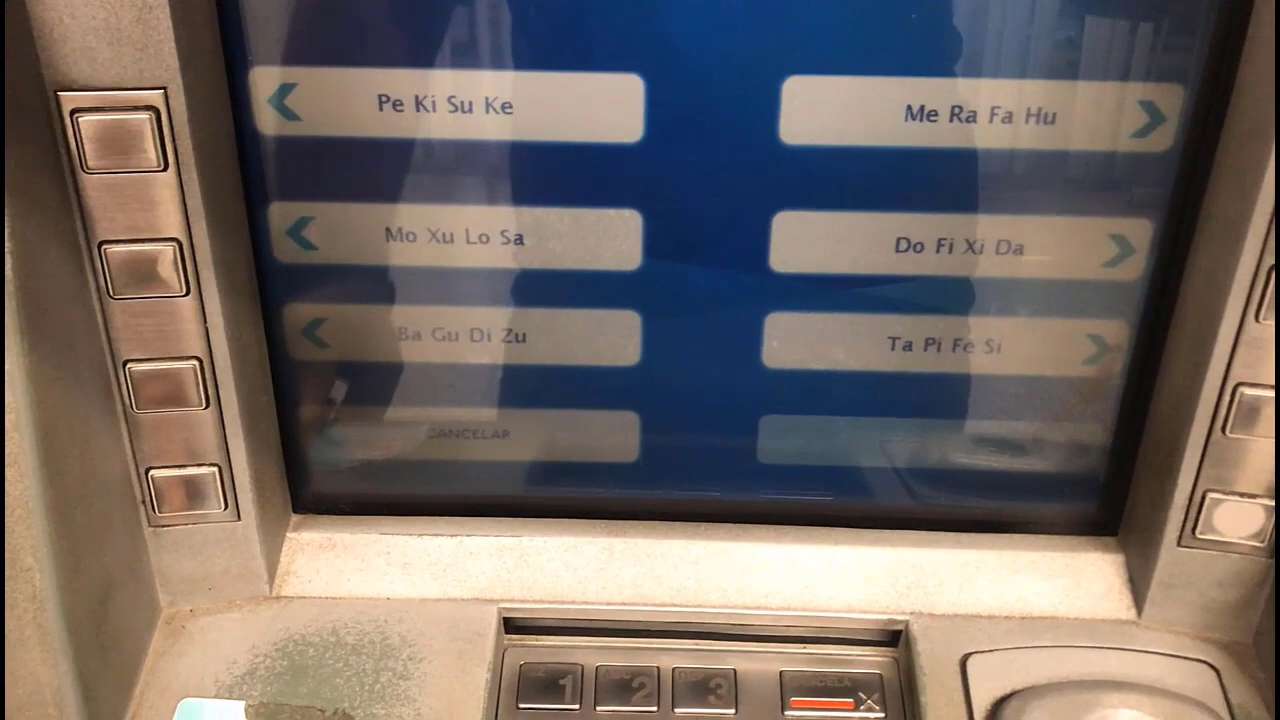 Pe Ki Su Ke
Me Ra Fa Hu
Mo Xu Lo Sa
Do Fi Xi Da
Ba Gu Di Zu
Ta Pi Fe Si
CANCELAR
1 2 3